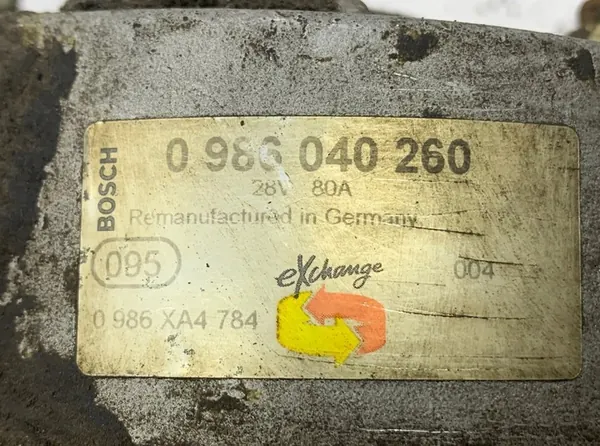 BOSCH
0 986 040 260
28V 80A
Remanufactured in Germany
095
eXchange
004
0 986 XA4 784